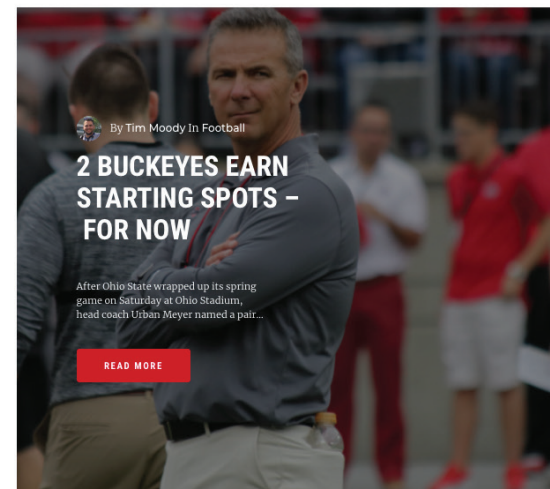 By Tim Moody In Football
2 BUCKEYES EARN
STARTING SPOTS –
FOR NOW
After Ohio State wrapped up its spring
game on Saturday at Ohio Stadium,
head coach Urban Meyer named a pair...
READ MORE